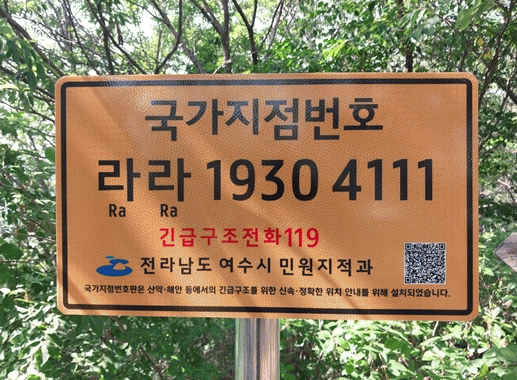 국가지점번호
라라 1930 4111
Ra Ra
긴급구조전화119
전라남도 여수시 민원지적과
국가지점번호판은 산악·해안 등에서의 긴급구조를 위한 신속·정확한 위치 안내를 위해 설치되었습니다.